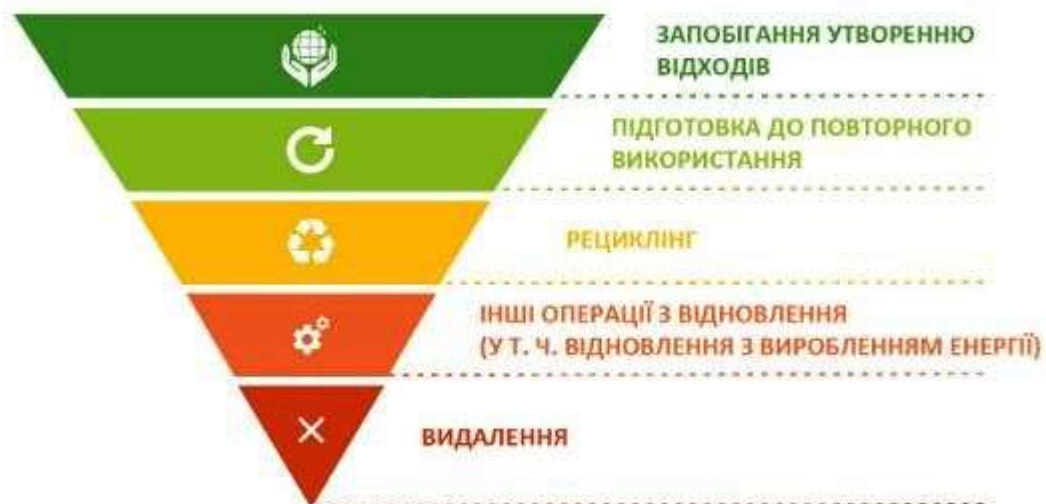 ЗАПОБІГАННЯ УТВОРЕННЮ
ВІДХОДІВ
ПІДГОТОВКА ДО ПОВТОРНОГО
ВИКОРИСТАННЯ
РЕЦИКЛІНГ
ІНШІ ОПЕРАЦІЇ З ВІДНОВЛЕННЯ
(У Т. Ч. ВІДНОВЛЕННЯ З ВИРОБЛЕННЯМ ЕНЕРГІЇ)
ВИДАЛЕННЯ